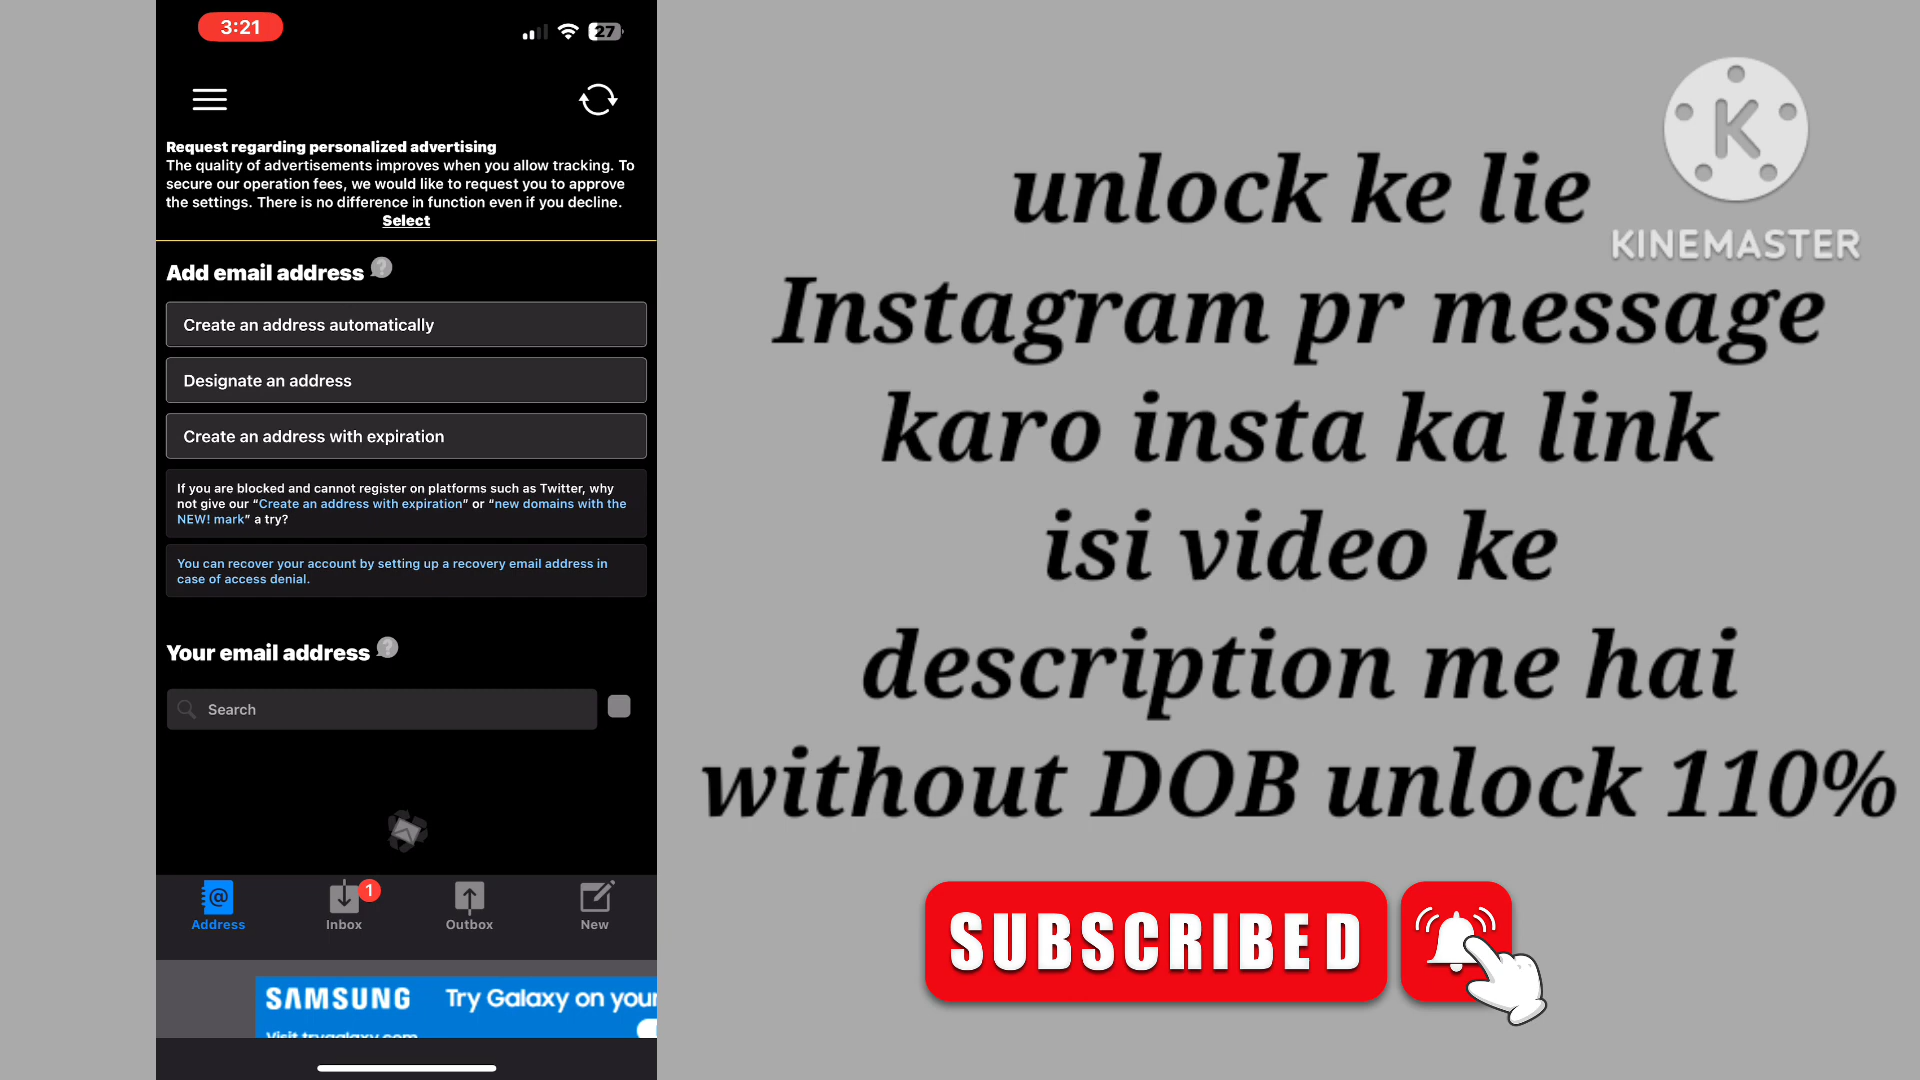 3:21
27
Request regarding personalized advertising
The quality of advertisements improves when you allow tracking. To
secure our operation fees, we would like to request you to approve
the settings. There is no difference in function even if you decline.
Select
Add email address
?
Create an address automatically
Designate an address
Create an address with expiration
If you are blocked and cannot register on platforms such as Twitter, why
not give our “Create an address with expiration” or “new domains with the
NEW! mark” a try?
You can recover your account by setting up a recovery email address in
case of access denial.
Your email address
?
Search
Address
Inbox
1
Outbox
New
SAMSUNG
Try Galaxy on your
Visit trygalaxy.com
K
KINEMASTER
unlock ke lie
Instagram pr message
karo insta ka link
isi video ke
description me hai
without DOB unlock 110%
SUBSCRIBED